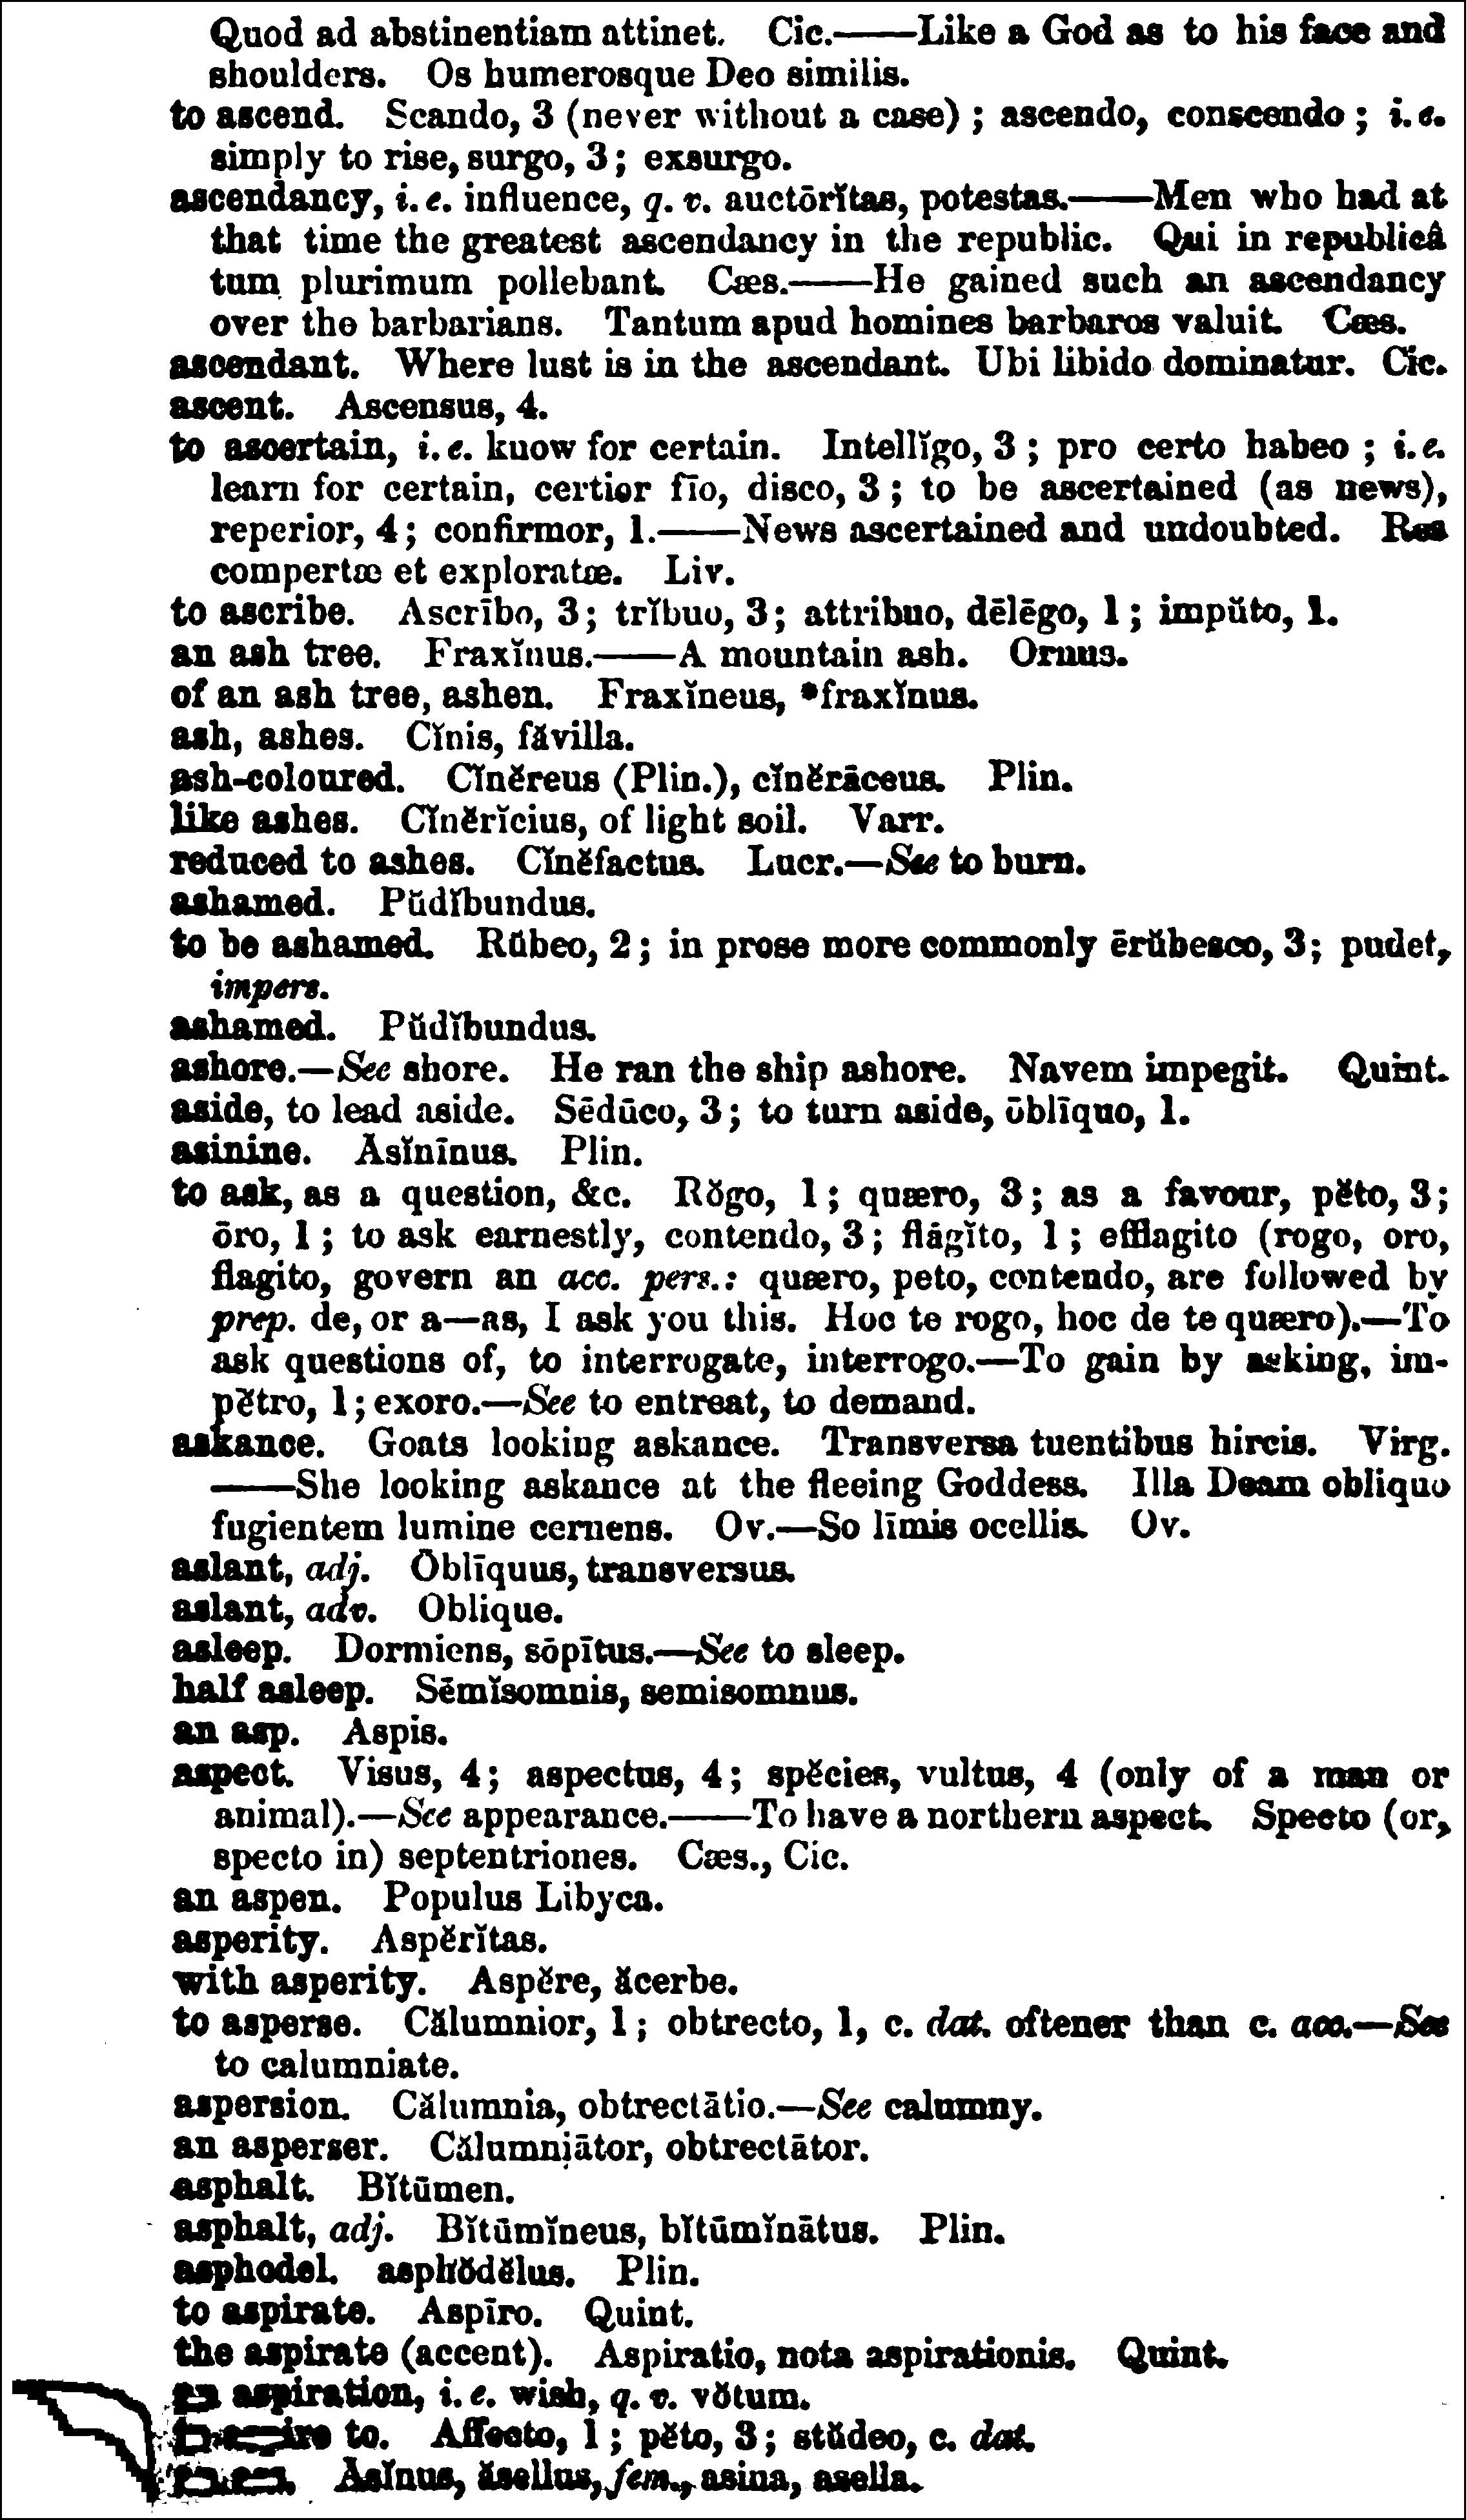 Quod ad abstinentiam attinet. Cic.——Like a God as to his face and
shoulders. Os humerosque Deo similis.
to ascend. Scando, 3 (never without a case) ; ascendo, conscendo ; i. e.
simply to rise, surgo, 3 ; exsurgo.
ascendancy, i. e. influence, q. v. auctōrĭtas, potestas.——Men who had at
that time the greatest ascendancy in the republic. Qui in republicâ
tum plurimum pollebant. Cæs.——He gained such an ascendancy
over the barbarians. Tantum apud homines barbaros valuit. Cæs.
ascendant. Where lust is in the ascendant. Ubi libido dominatur. Cic.
ascent. Ascensus, 4.
to ascertain, i. e. kuow for certain. Intellĭgo, 3 ; pro certo habeo ; i. e.
learn for certain, certior fīo, disco, 3 ; to be ascertained (as news),
reperior, 4 ; confirmor, 1.——News ascertained and undoubted. Res
compertæ et exploratæ. Liv.
to ascribe. Ascrībo, 3 ; trĭbuo, 3 ; attribuo, dēlēgo, 1 ; impŭto, 1.
an ash tree. Fraxĭnus.——A mountain ash. Ornus.
of an ash tree, ashen. Fraxĭneus, *fraxĭnus.
ash, ashes. Cĭnis, făvilla.
ash-coloured. Cĭnĕreus (Plin.), cĭnĕrāceus. Plin.
like ashes. Cĭnĕrĭcius, of light soil. Varr.
reduced to ashes. Cĭnĕfactus. Lucr.—See to burn.
ashamed. Pŭdĭbundus.
to be ashamed. Rŭbeo, 2 ; in prose more commonly ērŭbesco, 3 ; pudet,
impers.
ashamed. Pŭdĭbundus.
ashore.—See shore. He ran the ship ashore. Navem impegit. Quint.
aside, to lead aside. Sēdūco, 3 ; to turn aside, ōblīquo, 1.
asinine. Ăsĭnīnus. Plin.
to ask, as a question, &c. Rŏgo, 1 ; quæro, 3 ; as a favour, pĕto, 3 ;
ōro, 1 ; to ask earnestly, contendo, 3 ; flāgĭto, 1 ; efflagito (rogo, oro,
flagito, govern an acc. pers.: quæro, peto, contendo, are followed by
prep. de, or a—as, I ask you this. Hoc te rogo, hoc de te quæro).—To
ask questions of, to interrogate, interrogo.—To gain by asking, im-
pĕtro, 1 ; exoro.—See to entreat, to demand.
askance. Goats looking askance. Transversa tuentibus hircis. Virg.
——She looking askance at the fleeing Goddess. Illa Deam obliquo
fugientem lumine cernens. Ov.—So līmis ocellis. Ov.
aslant, adj. Ōblīquus, transversus.
aslant, adv. Oblique.
asleep. Dormiens, sōpītus.—See to sleep.
half asleep. Sēmĭsomnis, semisomnus.
an asp. Aspis.
aspect. Visus, 4 ; aspectus, 4 ; spĕcies, vultus, 4 (only of a man or
animal).—See appearance.——To have a northern aspect. Specto (or,
specto in) septentriones. Cæs., Cic.
an aspen. Populus Libyca.
asperity. Aspĕrĭtas.
with asperity. Aspĕre, ăcerbe.
to asperse. Călumnior, 1 ; obtrecto, 1, c. dat. oftener than c. acc.—See
to calumniate.
aspersion. Călumnia, obtrectātio.—See calumny.
an asperser. Călumniātor, obtrectātor.
asphalt. Bĭtūmen.
asphalt, adj. Bĭtūmĭneus, bĭtūmĭnātus. Plin.
asphodel. asphŏdĕlus. Plin.
to aspirate. Aspīro. Quint.
the aspirate (accent). Aspiratio, nota aspirationis. Quint.
aspiration, i. e. wish, q. v. vōtum.
to. Affecto, 1 ; pĕto, 3 ; stŭdeo, c. dat.
Ăsĭnus, ăsellus, fem., asina, asella.